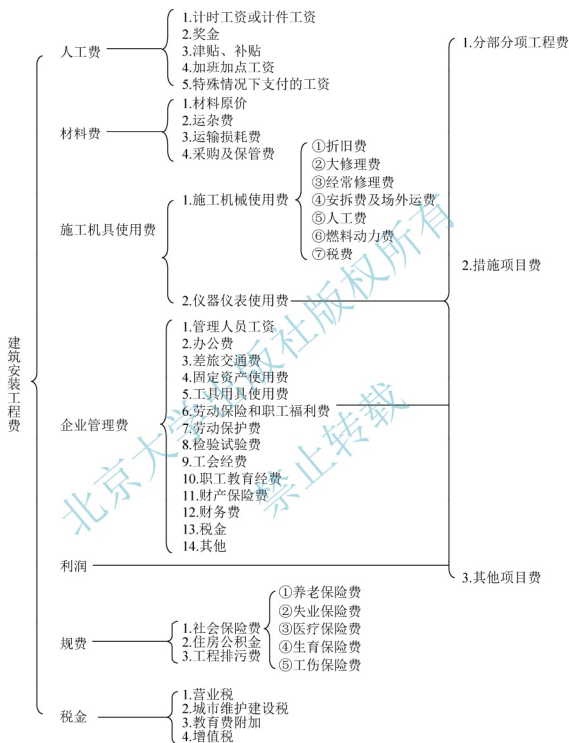 建筑安装工程费
人工费
1.计时工资或计件工资
2.奖金
3.津贴、补贴
4.加班加点工资
5.特殊情况下支付的工资
材料费
1.材料原价
2.运杂费
3.运输损耗费
4.采购及保管费
施工机具使用费
1.施工机械使用费
①折旧费
②大修理费
③经常修理费
④安拆费及场外运费
⑤人工费
⑥燃料动力费
⑦税费
2.仪器仪表使用费
企业管理费
1.管理人员工资
2.办公费
3.差旅交通费
4.固定资产使用费
5.工具用具使用费
6.劳动保险和职工福利费
7.劳动保护费
8.检验试验费
9.工会经费
10.职工教育经费
11.财产保险费
12.财务费
13.税金
14.其他
利润
规费
1.社会保险费
①养老保险费
②失业保险费
③医疗保险费
④生育保险费
⑤工伤保险费
2.住房公积金
3.工程排污费
税金
1.营业税
2.城市维护建设税
3.教育费附加
4.增值税
1.分部分项工程费
2.措施项目费
3.其他项目费
北京大学出版社版权所有
禁止转载